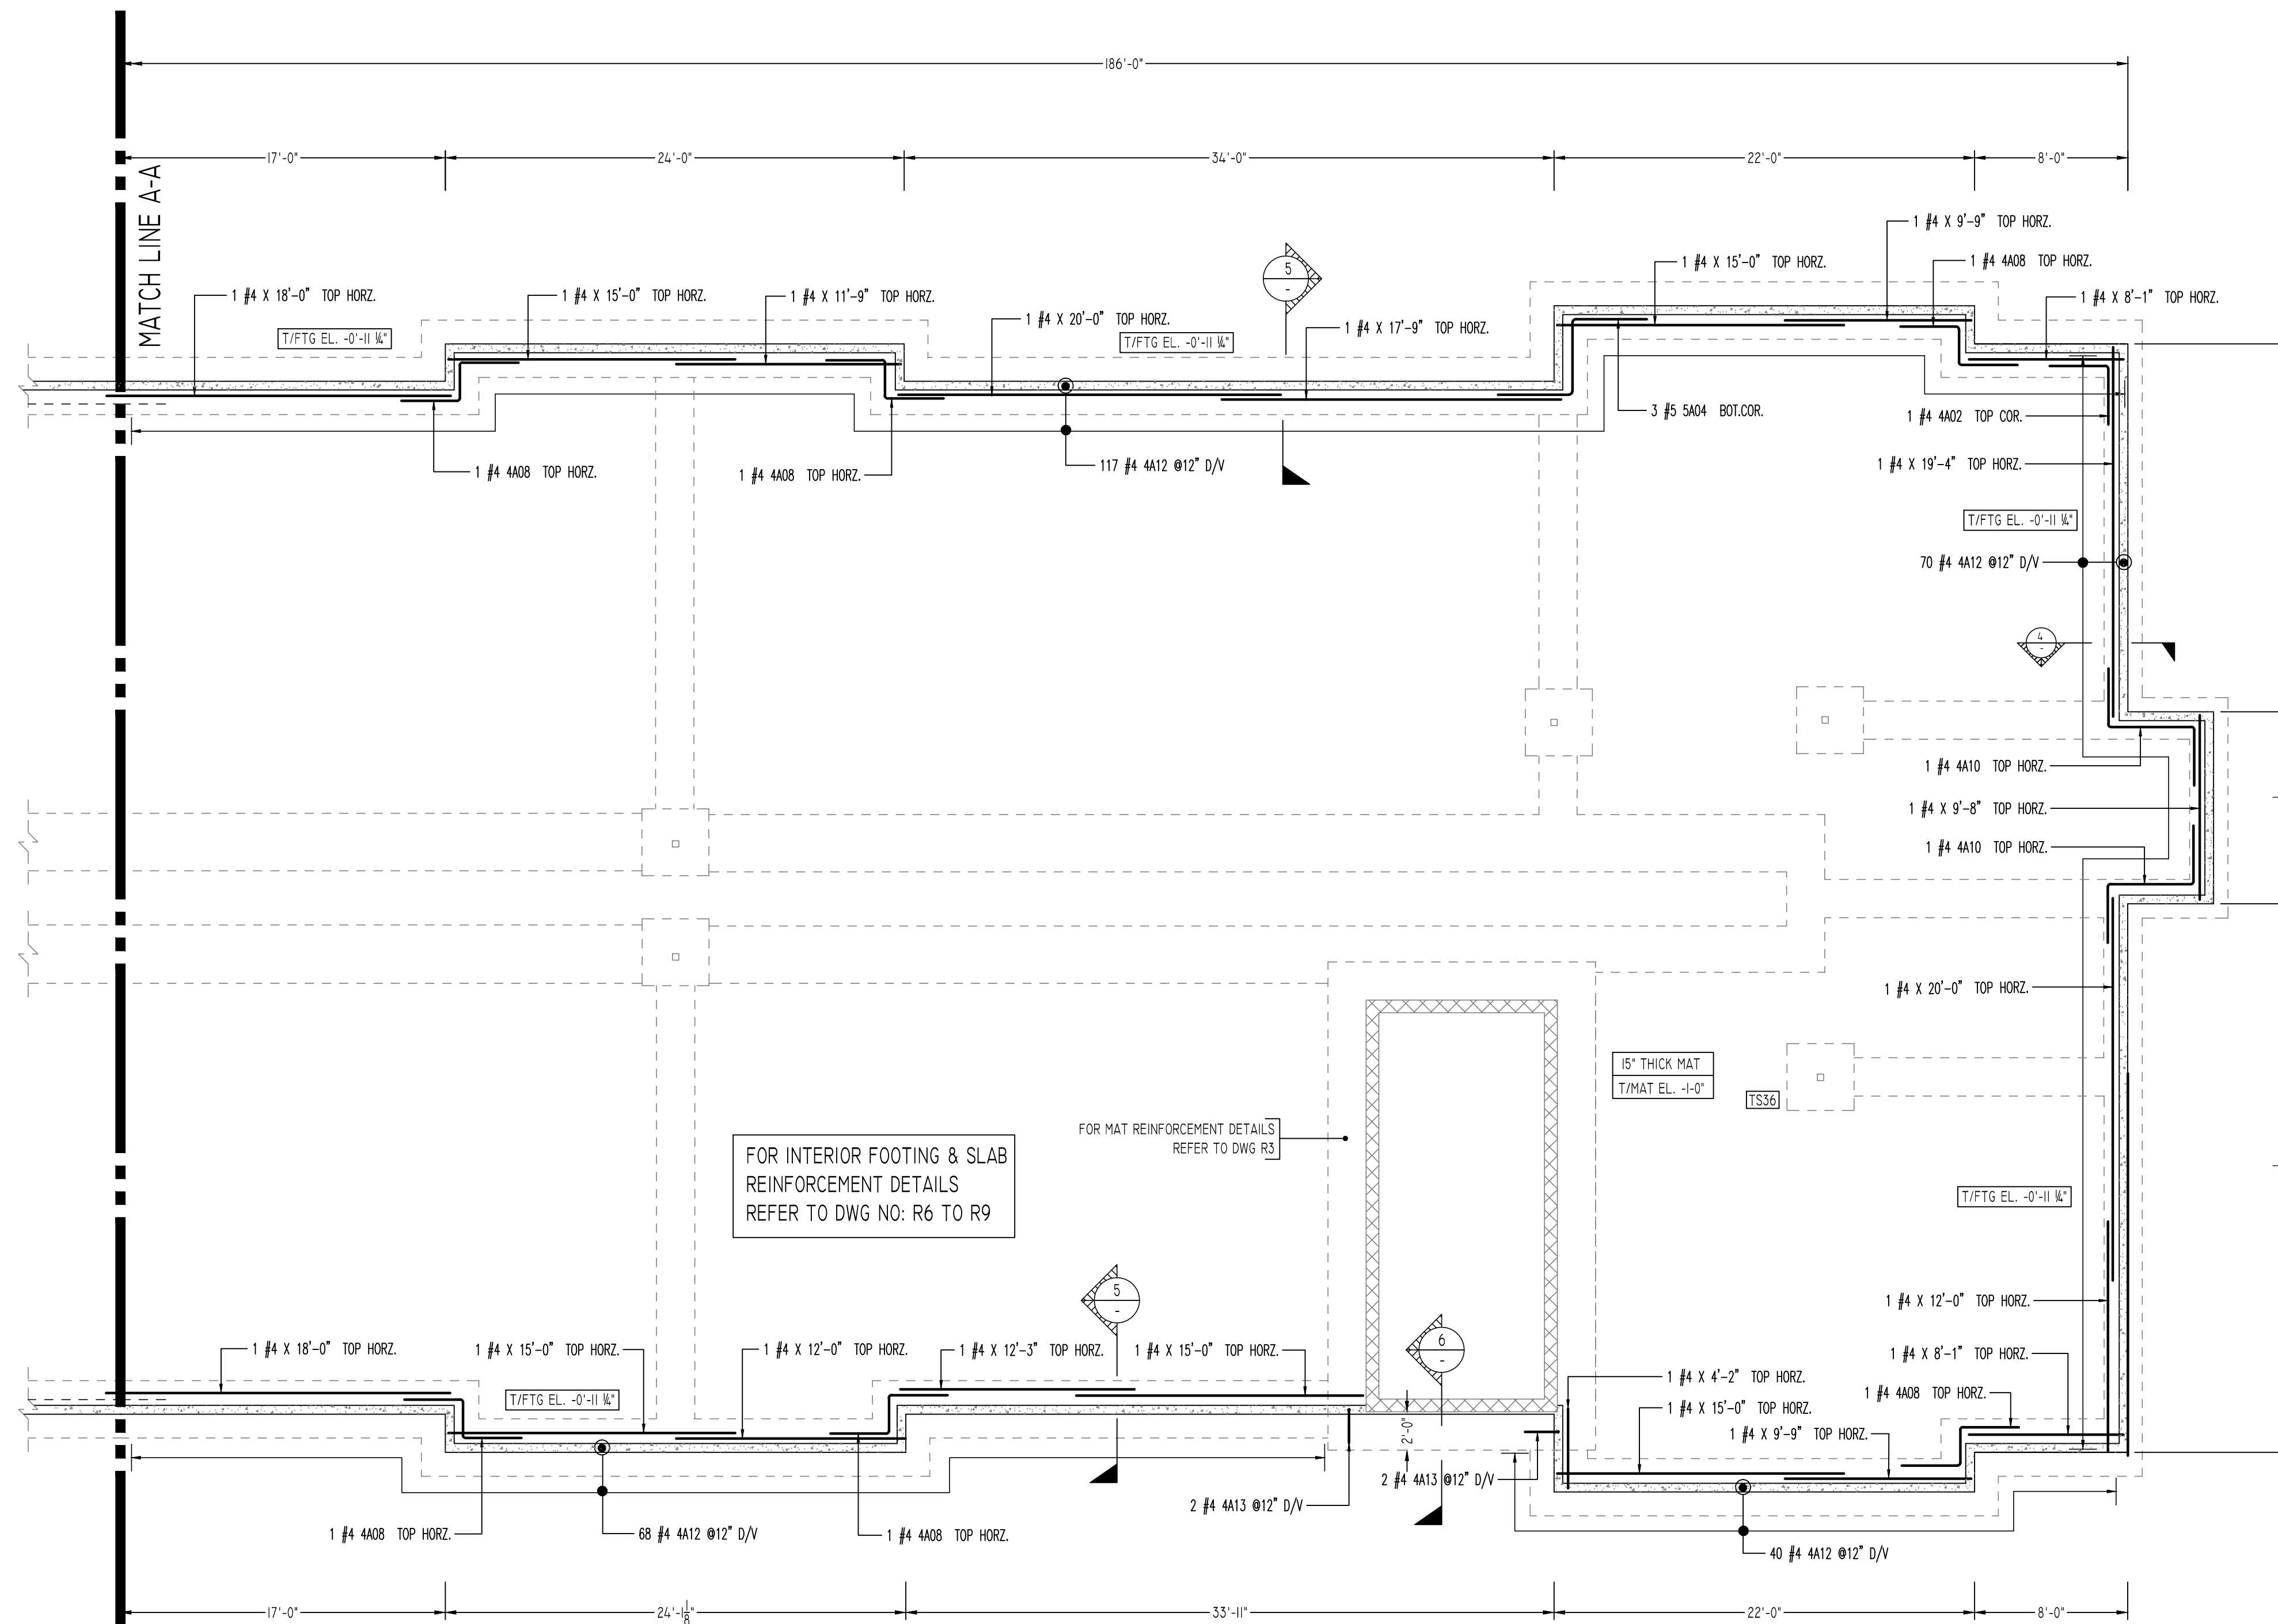 186'-0"
17'-0"
24'-0"
34'-0"
22'-0"
8'-0"
MATCH LINE A-A
1 #4 X 9'-9" TOP HORZ.
1 #4 X 15'-0" TOP HORZ.
1 #4 4A08 TOP HORZ.
5
-
1 #4 X 18'-0" TOP HORZ.
1 #4 X 15'-0" TOP HORZ.
1 #4 X 11'-9" TOP HORZ.
1 #4 X 8'-1" TOP HORZ.
1 #4 X 20'-0" TOP HORZ.
1 #4 X 17'-9" TOP HORZ.
T/FTG EL. -0'-11 ¼"
T/FTG EL. -0'-11 ¼"
3 #5 5A04 BOT.COR.
1 #4 4A02 TOP COR.
1 #4 4A08 TOP HORZ.
1 #4 4A08 TOP HORZ.
117 #4 4A12 @12" D/V
1 #4 X 19'-4" TOP HORZ.
T/FTG EL. -0'-11 ¼"
70 #4 4A12 @12" D/V
4
-
1 #4 4A10 TOP HORZ.
1 #4 X 9'-8" TOP HORZ.
1 #4 4A10 TOP HORZ.
1 #4 X 20'-0" TOP HORZ.
15" THICK MAT
T/MAT EL. -1-0"
TS36
FOR MAT REINFORCEMENT DETAILS
REFER TO DWG R3
FOR INTERIOR FOOTING & SLAB
REINFORCEMENT DETAILS
REFER TO DWG NO: R6 TO R9
T/FTG EL. -0'-11 ¼"
5
-
6
-
1 #4 X 12'-0" TOP HORZ.
1 #4 X 18'-0" TOP HORZ.
1 #4 X 15'-0" TOP HORZ.
1 #4 X 12'-0" TOP HORZ.
1 #4 X 12'-3" TOP HORZ.
1 #4 X 15'-0" TOP HORZ.
1 #4 X 8'-1" TOP HORZ.
1 #4 X 4'-2" TOP HORZ.
1 #4 4A08 TOP HORZ.
T/FTG EL. -0'-11 ¼"
1 #4 X 15'-0" TOP HORZ.
2'-0"
1 #4 X 9'-9" TOP HORZ.
2 #4 4A13 @12" D/V
2 #4 4A13 @12" D/V
1 #4 4A08 TOP HORZ.
68 #4 4A12 @12" D/V
1 #4 4A08 TOP HORZ.
40 #4 4A12 @12" D/V
17'-0"
24'-1⅛"
33'-11"
22'-0"
8'-0"